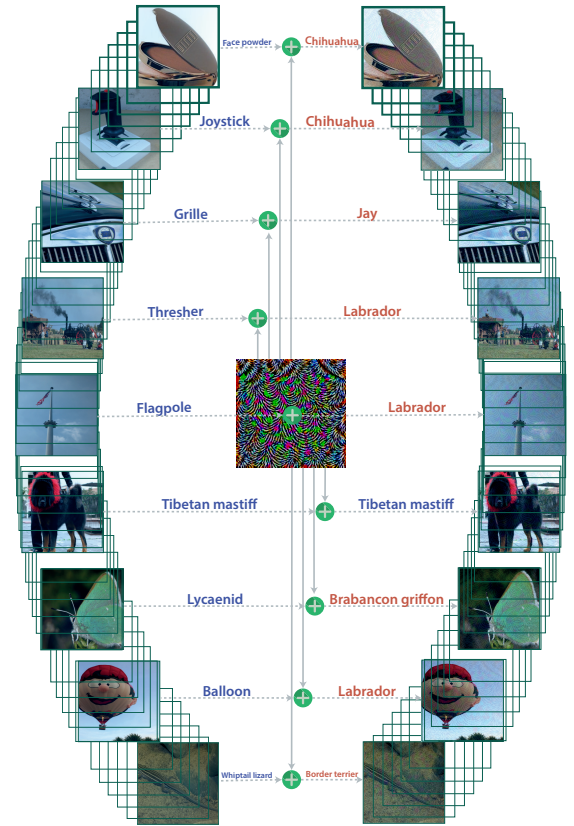 Face powder Chihuahua
Joystick Chihuahua
Grille Jay
Thresher Labrador
Flagpole Labrador
Tibetan mastiff Tibetan mastiff
Lycaenid Brabancon griffon
Balloon Labrador
Whiptail lizard Border terrier